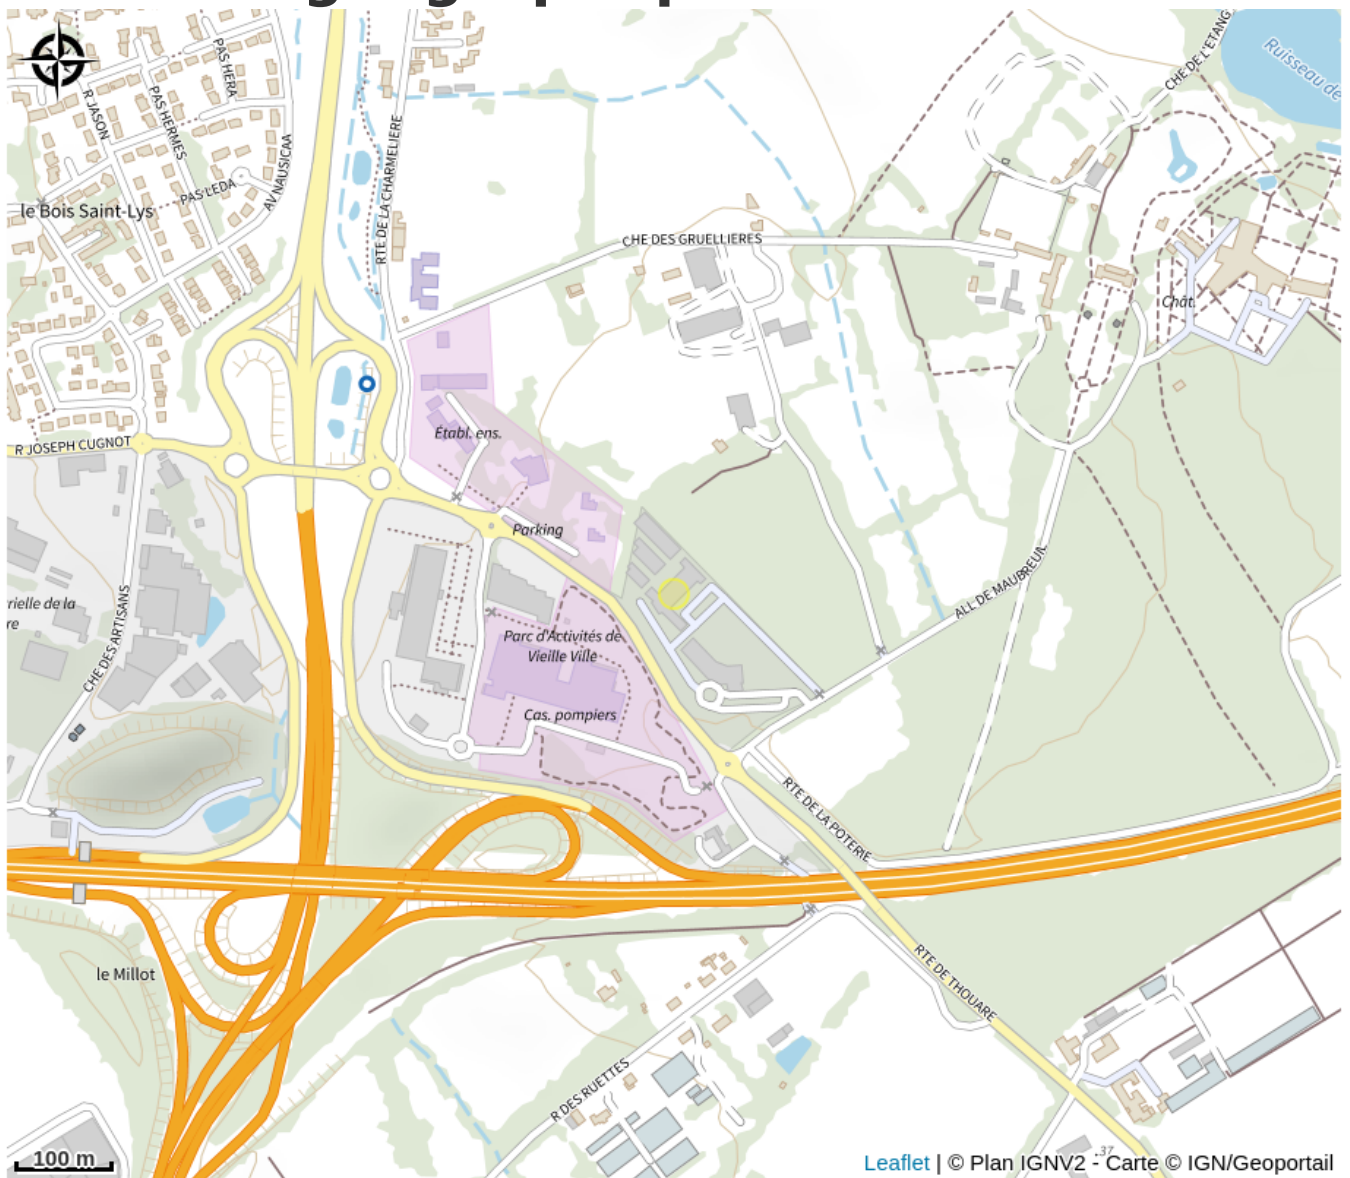 PAS HERA
R JASON
PAS HERMES
PAS LEDA
AV NAUSICAA
le Bois Saint-Lys
RTE DE LA CHARMELIERE
CHE DE L'ETANG
Ruisseau de
CHE DES GRUELLIERES
Chât.
R JOSEPH CUGNOT
Établ. ens.
Parking
ALL DE MAUBREUIL
rielle de la
re
CHE DES ARTISANS
Parc d'Activités de
Vieille Ville
Cas. pompiers
RTE DE LA POTERIE
le Millot
RTE DE THOUARE
R DES RUETTES
37
100 m
Leaflet | © Plan IGNV2 - Carte © IGN/Geoportail